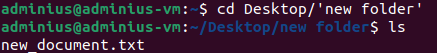 adminius@adminius-vm:~$ cd Desktop/'new folder'
adminius@adminius-vm:~/Desktop/new folder$ ls
new_document.txt